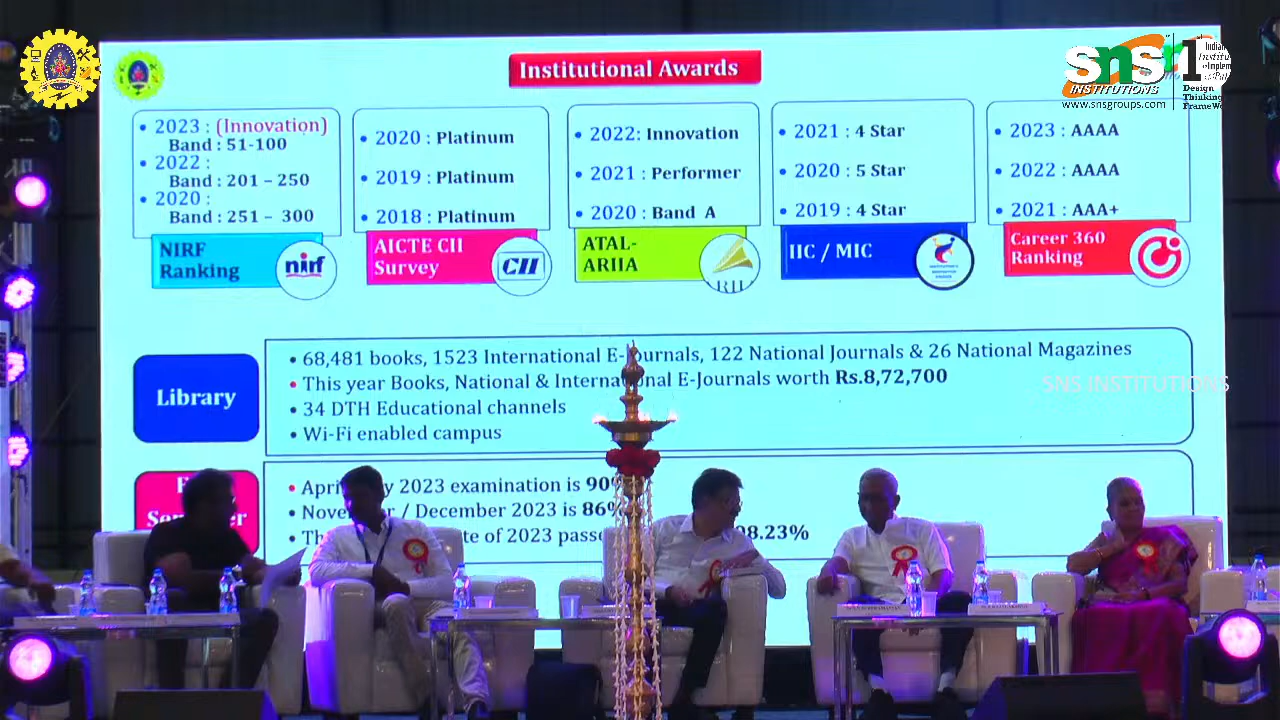 Institutional Awards
sns
INSTITUTIONS
www.snsgroups.com
Design
Thinking
• 2023 : (Innovation)
Band : 51-100
• 2022 :
Band : 201 – 250
• 2020 :
Band : 251 – 300
NIRF
Ranking
nirf
• 2020 : Platinum
• 2019 : Platinum
• 2018 : Platinum
AICTE CII
Survey
CII
• 2022: Innovation
• 2021 : Performer
• 2020 : Band A
ATAL-
ARIIA
• 2021 : 4 Star
• 2020 : 5 Star
• 2019 : 4 Star
IIC / MIC
• 2023 : AAAA
• 2022 : AAAA
• 2021 : AAA+
Career 360
Ranking
Library
• 68,481 books, 1523 International E-Journals, 122 National Journals & 26 National Magazines
• This year Books, National & International E-Journals worth Rs.8,72,700
• 34 DTH Educational channels
• Wi-Fi enabled campus
SNS INSTITUTIONS
2023 examination is 90%
/ December 2023 is 86%
of 2023